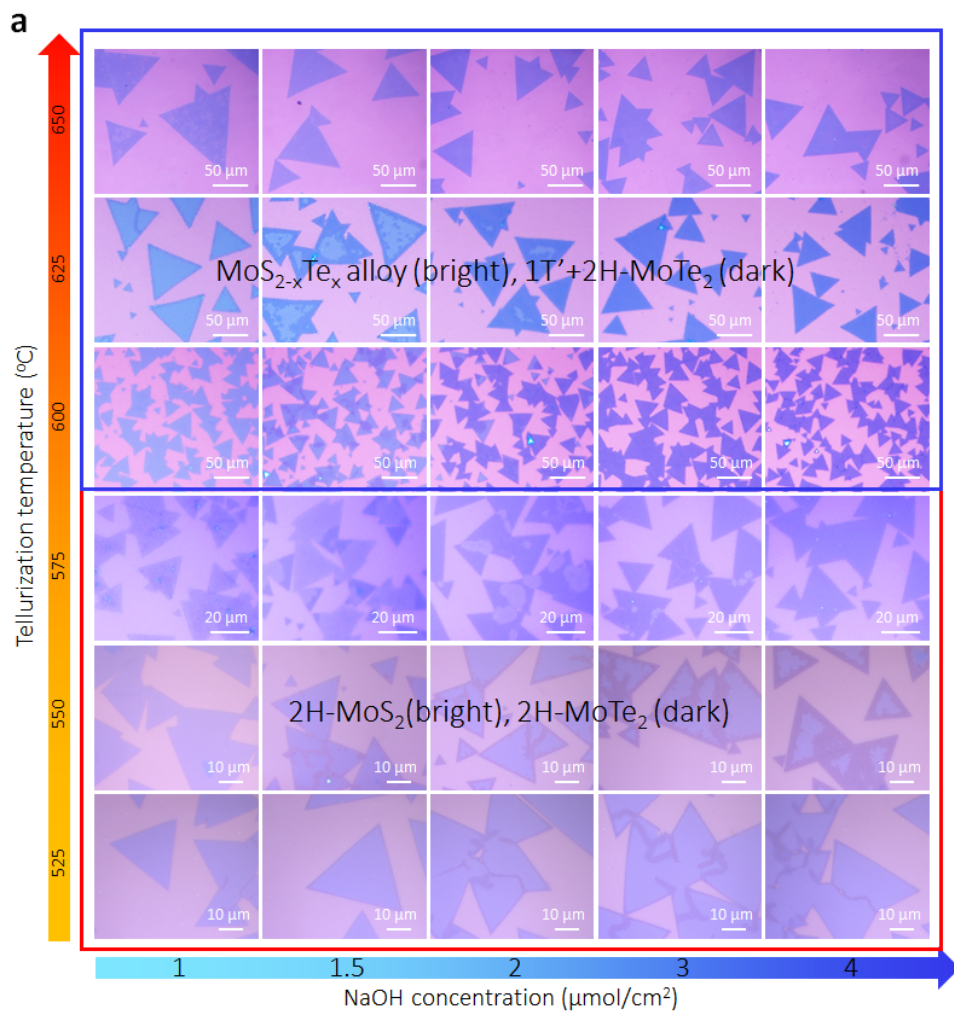 a
Tellurization temperature (ºC)
650
50 µm 50 µm 50 µm 50 µm 50 µm
625
MoS2-xTex alloy (bright), 1T’+2H-MoTe2 (dark)
50 µm 50 µm 50 µm 50 µm 50 µm
600
50 µm 50 µm 50 µm 50 µm 50 µm
575
20 µm 20 µm 20 µm 20 µm 20 µm
550
2H-MoS2(bright), 2H-MoTe2 (dark)
10 µm 10 µm 10 µm 10 µm 10 µm
525
10 µm 10 µm 10 µm 10 µm 10 µm
1 1.5 2 3 4
NaOH concentration (µmol/cm²)